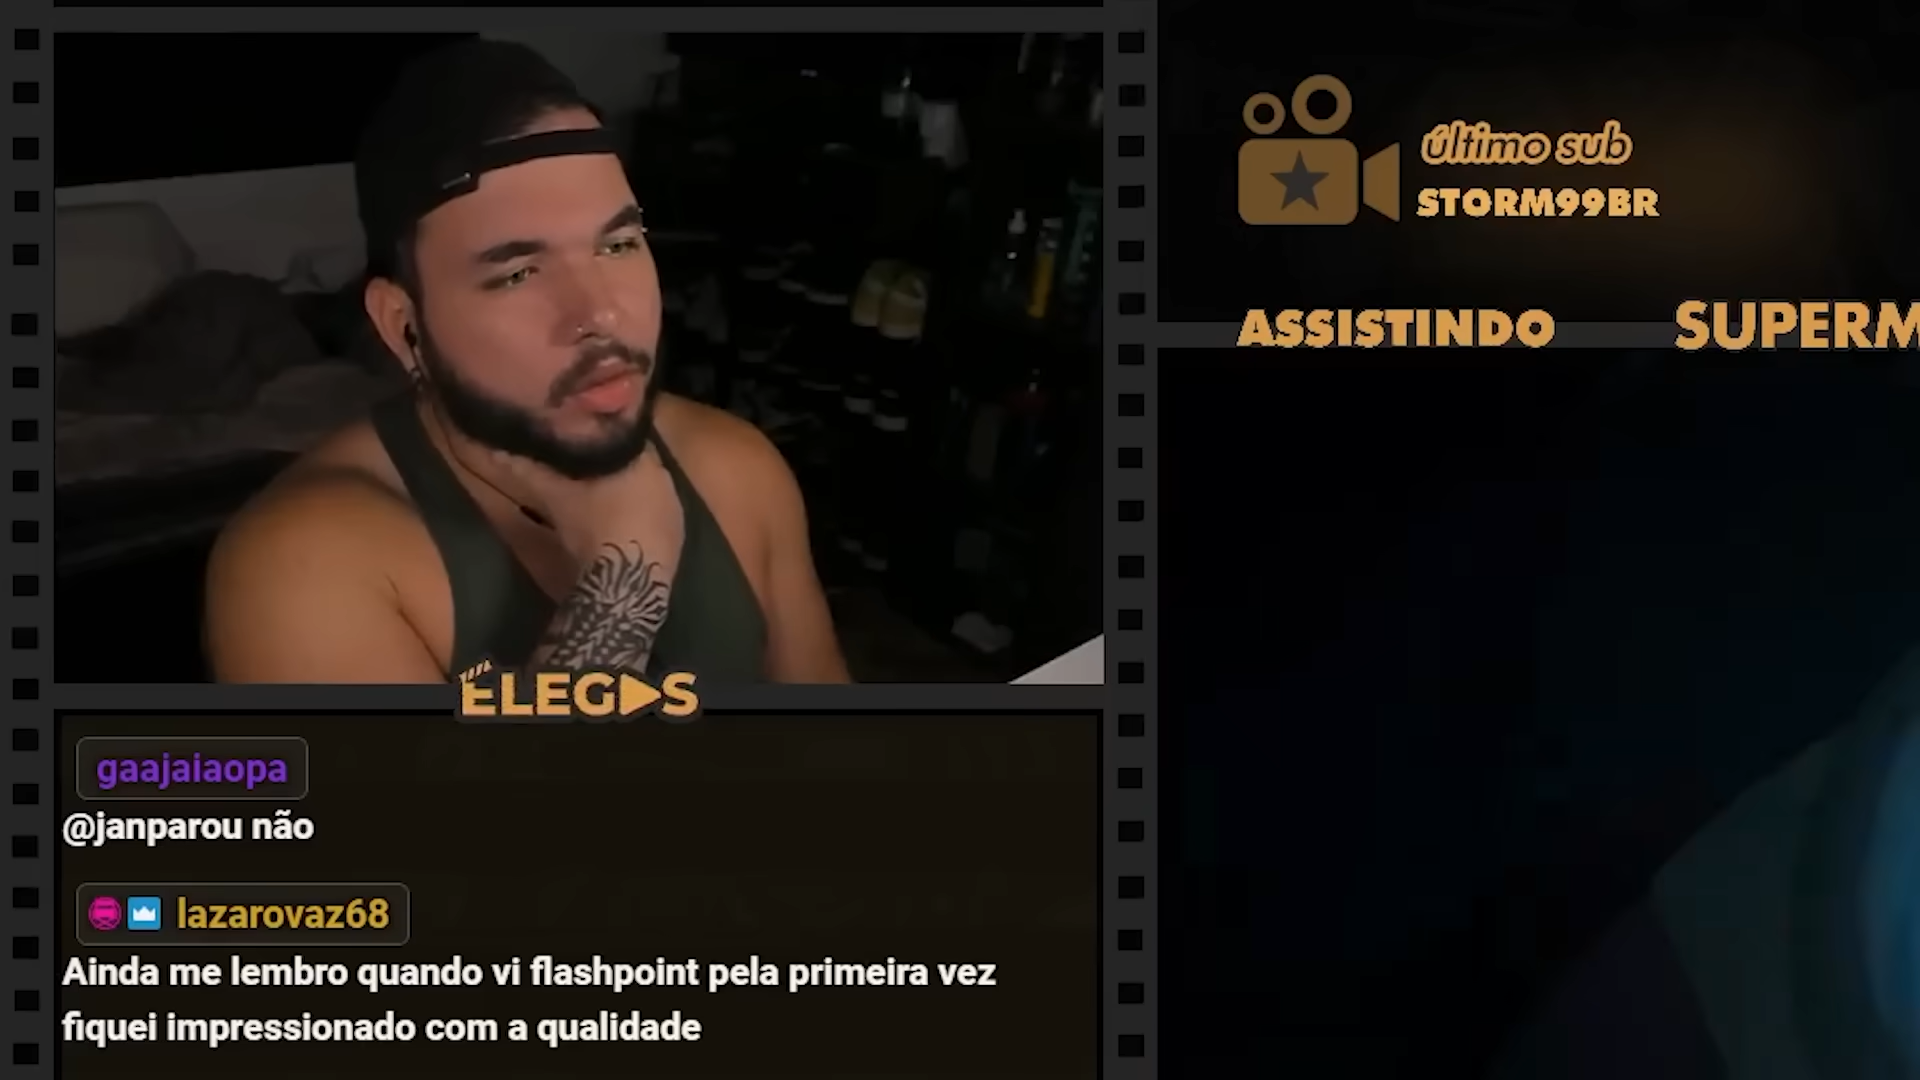 último sub
STORM99BR
ASSISTINDO
SUPERM
ELEGOS
gaajaiaopa
@janparou não
lazarovaz68
Ainda me lembro quando vi flashpoint pela primeira vez
fiquei impressionado com a qualidade